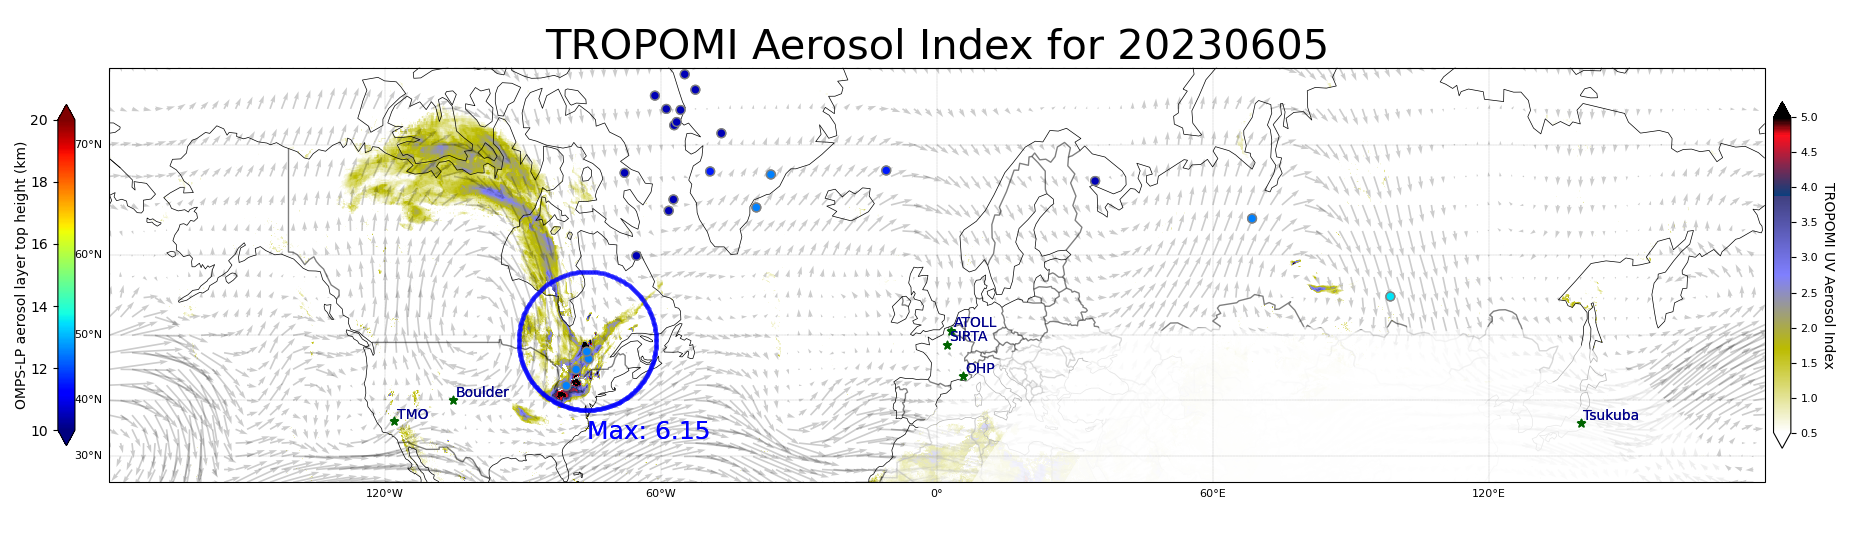 TROPOMI Aerosol Index for 20230605
OMPS-LP aerosol layer top height (km)
20
18
16
14
12
10
70°N
60°N
50°N
40°N
30°N
120°W
60°W
0°
60°E
120°E
ATOLL
SIRTA
OHP
Boulder
TMO
Tsukuba
Max: 6.15
5.0
4.5
4.0
3.5
3.0
2.5
2.0
1.5
1.0
0.5
TROPOMI UV Aerosol Index